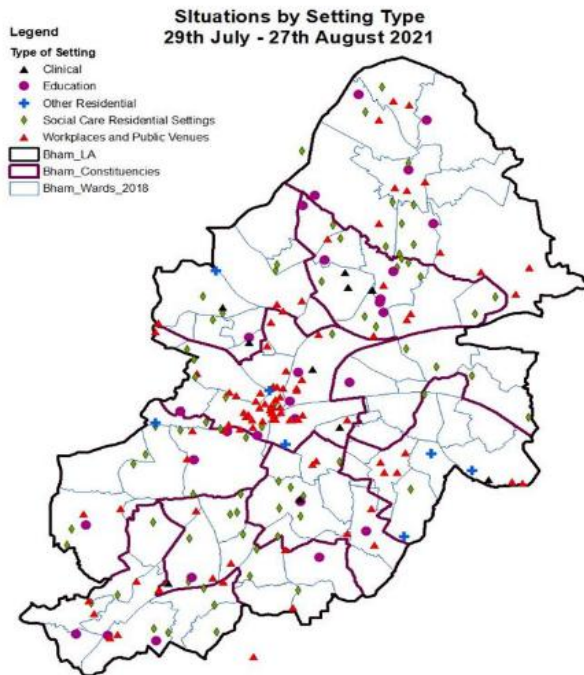 SItuations by Setting Type
29th July - 27th August 2021
Legend
Type of Setting
Clinical
Education
Other Residential
Social Care Residential Settings
Workplaces and Public Venues
Bham_LA
Bham_Constituencies
Bham_Wards_2018